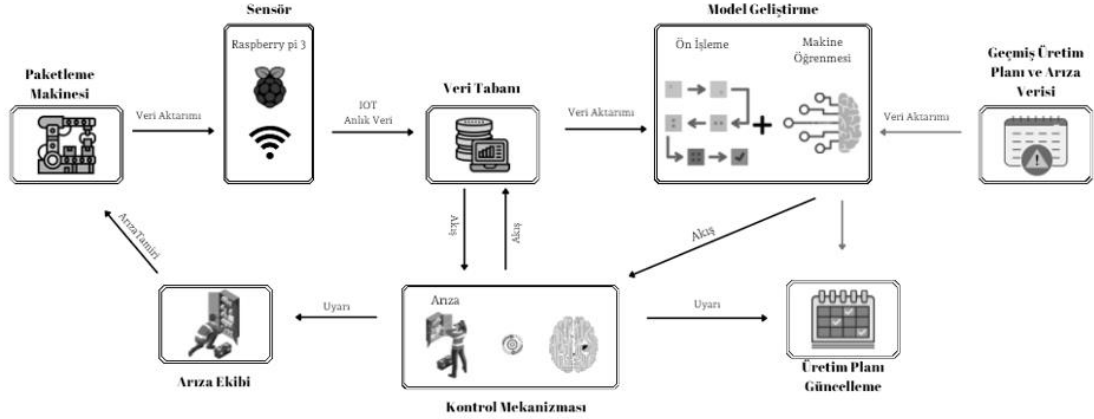 Sensör
Model Geliştirme
Raspberry pi 3
Ön İşleme
Makine
Öğrenmesi
Geçmiş Üretim
Planı ve Arıza
Verisi
Paketleme
Makinesi
Veri Tabanı
Veri Aktarımı
IOT
Anlık Veri
Veri Aktarımı
Veri Aktarımı
Arıza Tamiri
Akış
Akış
Akış
Uyarı
Arıza
Uyarı
Arıza Ekibi
Kontrol Mekanizması
Üretim Planı
Güncelleme